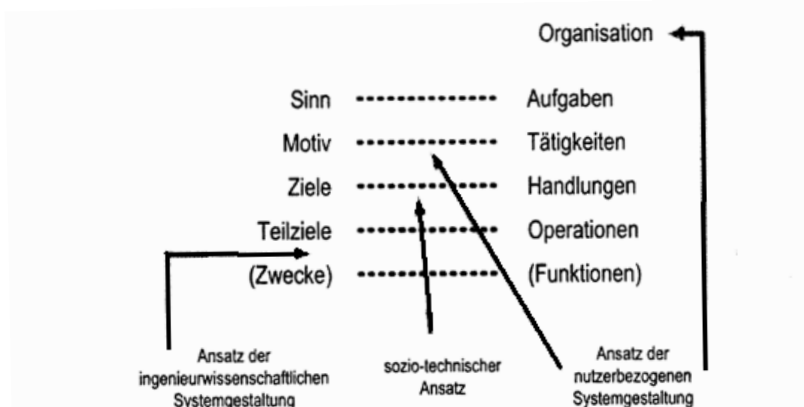 Organisation
Sinn Aufgaben
Motiv Tätigkeiten
Ziele Handlungen
Teilziele Operationen
(Zwecke) (Funktionen)
Ansatz der
ingenieurwissenschaftlichen
Systemgestaltung
sozio-technischer
Ansatz
Ansatz der
nutzerbezogenen
Systemgestaltung